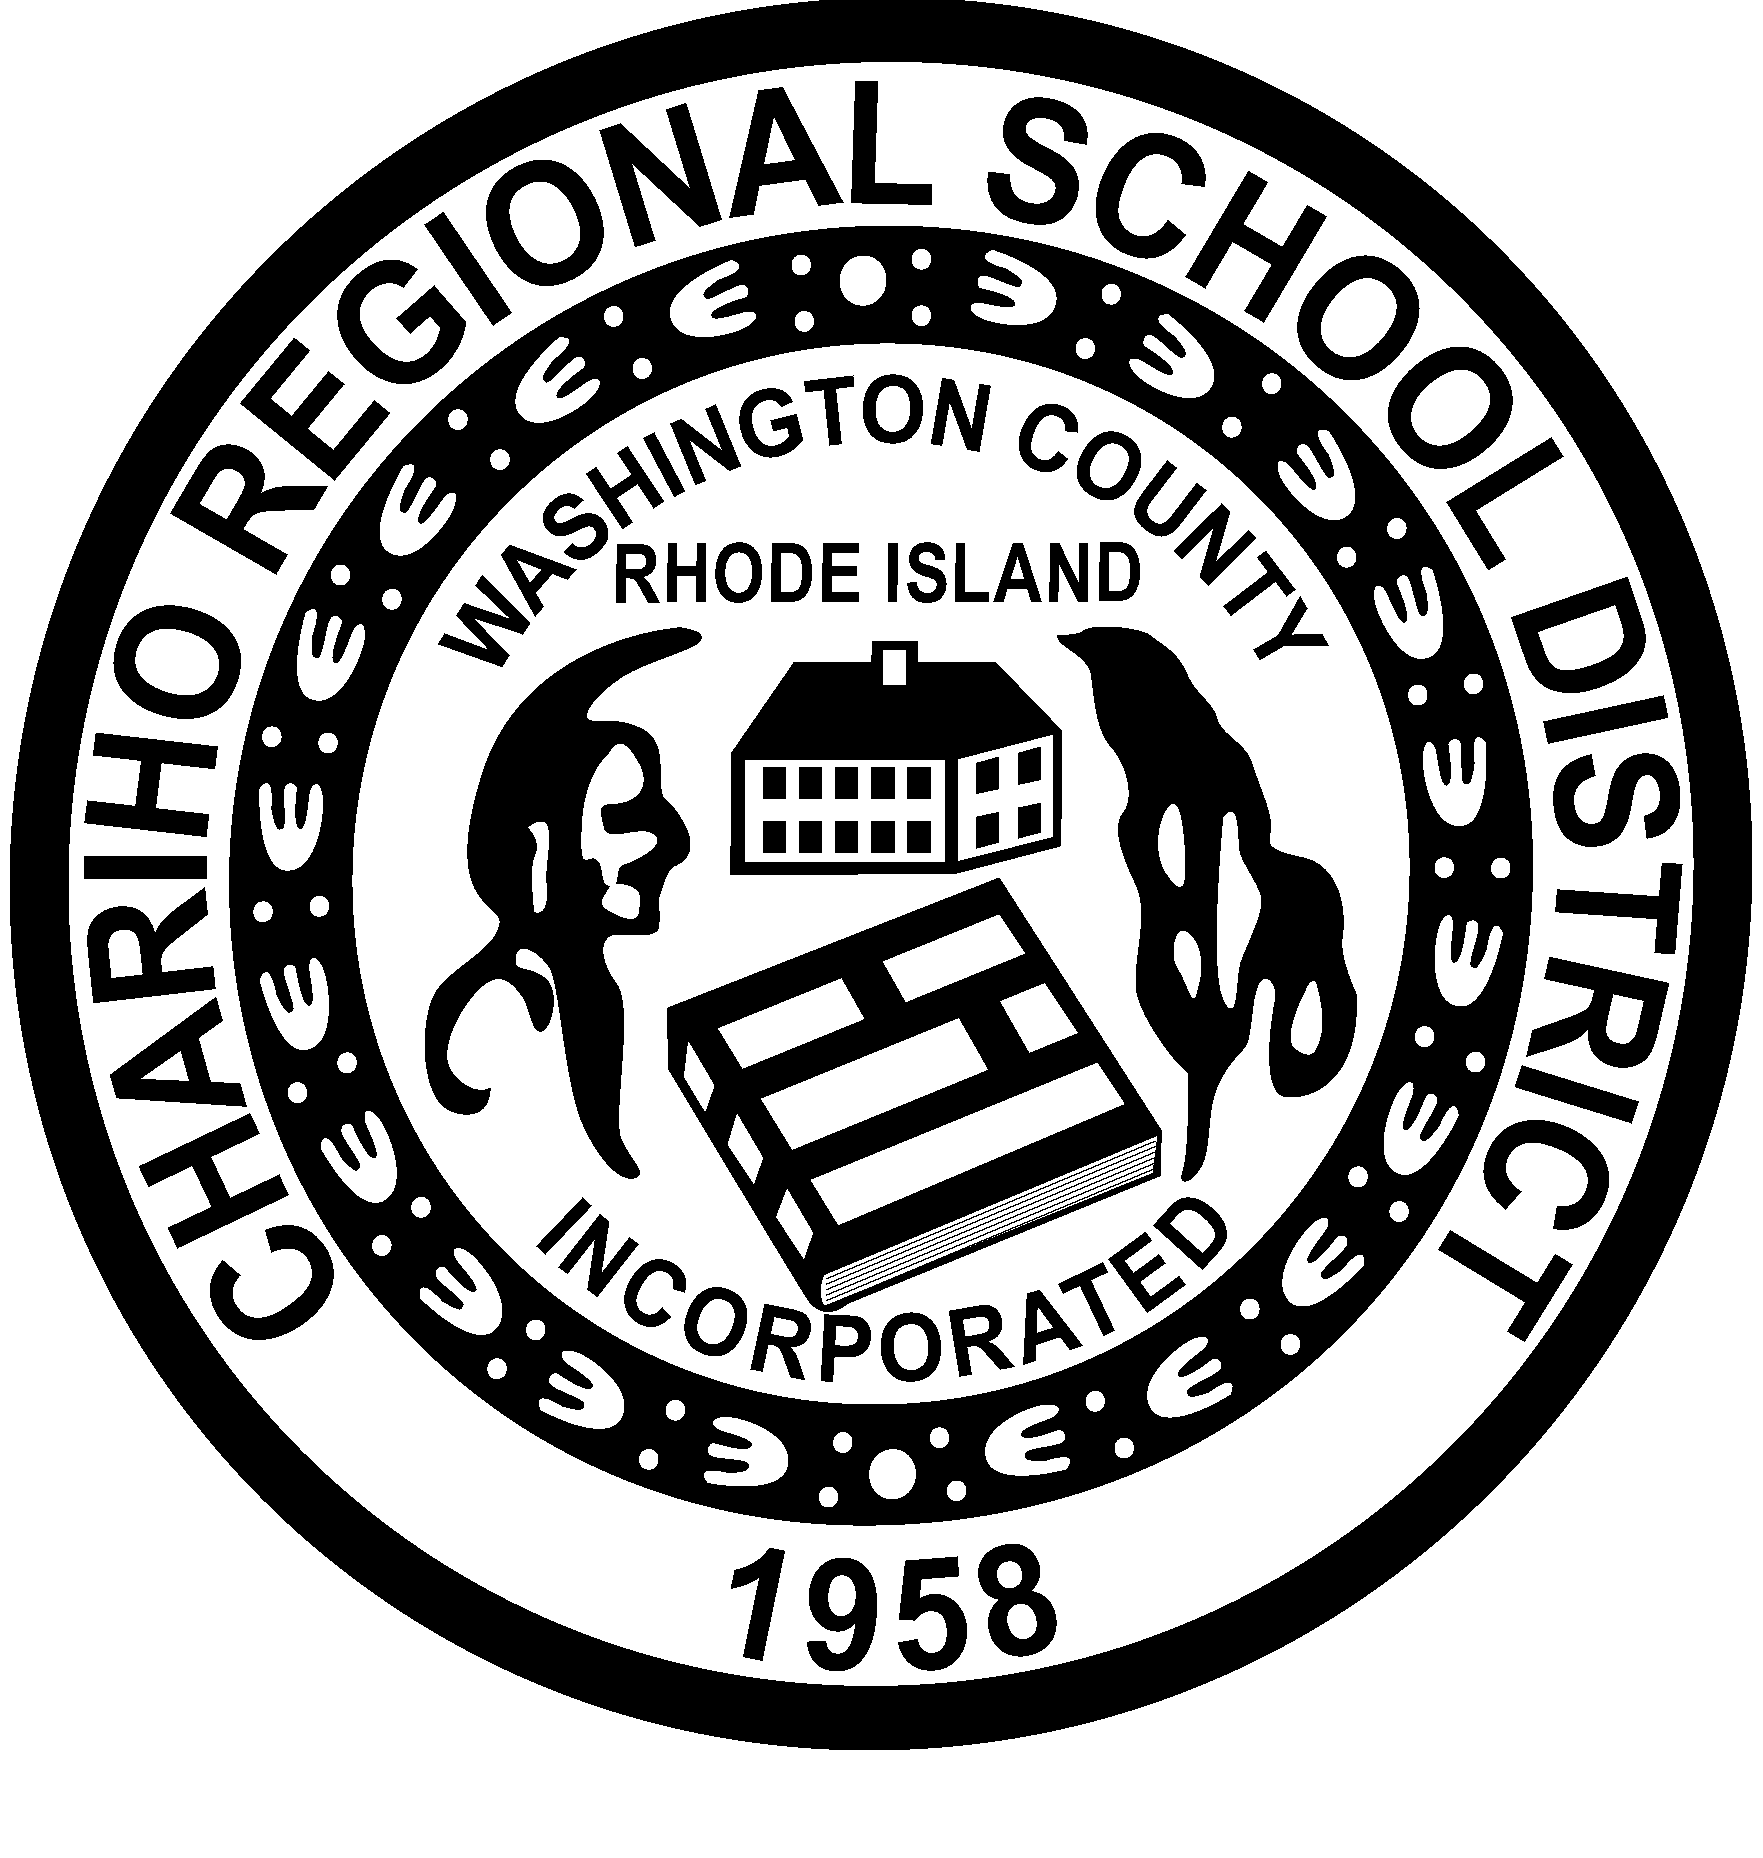 CHARIHO REGIONAL SCHOOL DISTRICT
WASHINGTON COUNTY
RHODE ISLAND
INCORPORATED
1958